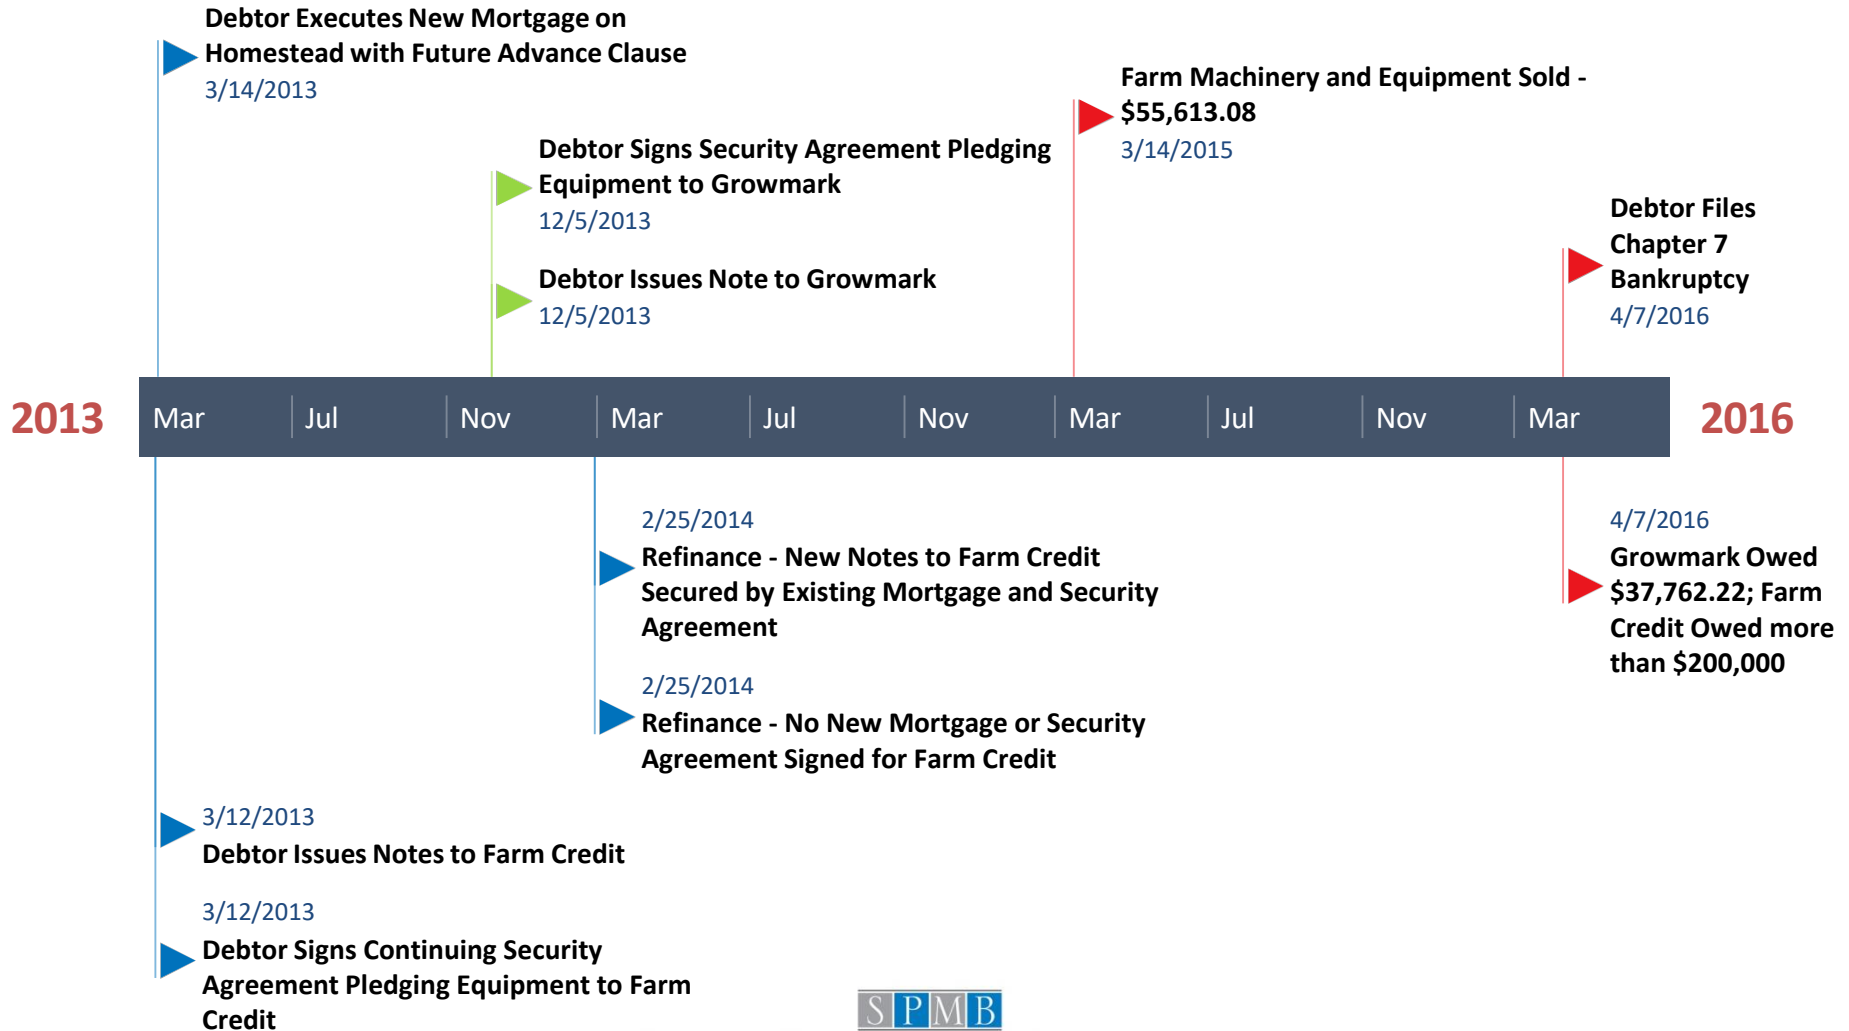 Debtor Executes New Mortgage on
Homestead with Future Advance Clause
3/14/2013
Farm Machinery and Equipment Sold -
$55,613.08
3/14/2015
Debtor Signs Security Agreement Pledging
Equipment to Growmark
12/5/2013
Debtor Issues Note to Growmark
12/5/2013
Debtor Files
Chapter 7
Bankruptcy
4/7/2016
2013
Mar
Jul
Nov
Mar
Jul
Nov
Mar
Jul
Nov
Mar
2016
2/25/2014
Refinance - New Notes to Farm Credit
Secured by Existing Mortgage and Security
Agreement
2/25/2014
Refinance - No New Mortgage or Security
Agreement Signed for Farm Credit
4/7/2016
Growmark Owed
$37,762.22; Farm
Credit Owed more
than $200,000
3/12/2013
Debtor Issues Notes to Farm Credit
3/12/2013
Debtor Signs Continuing Security
Agreement Pledging Equipment to Farm
Credit
SPMB